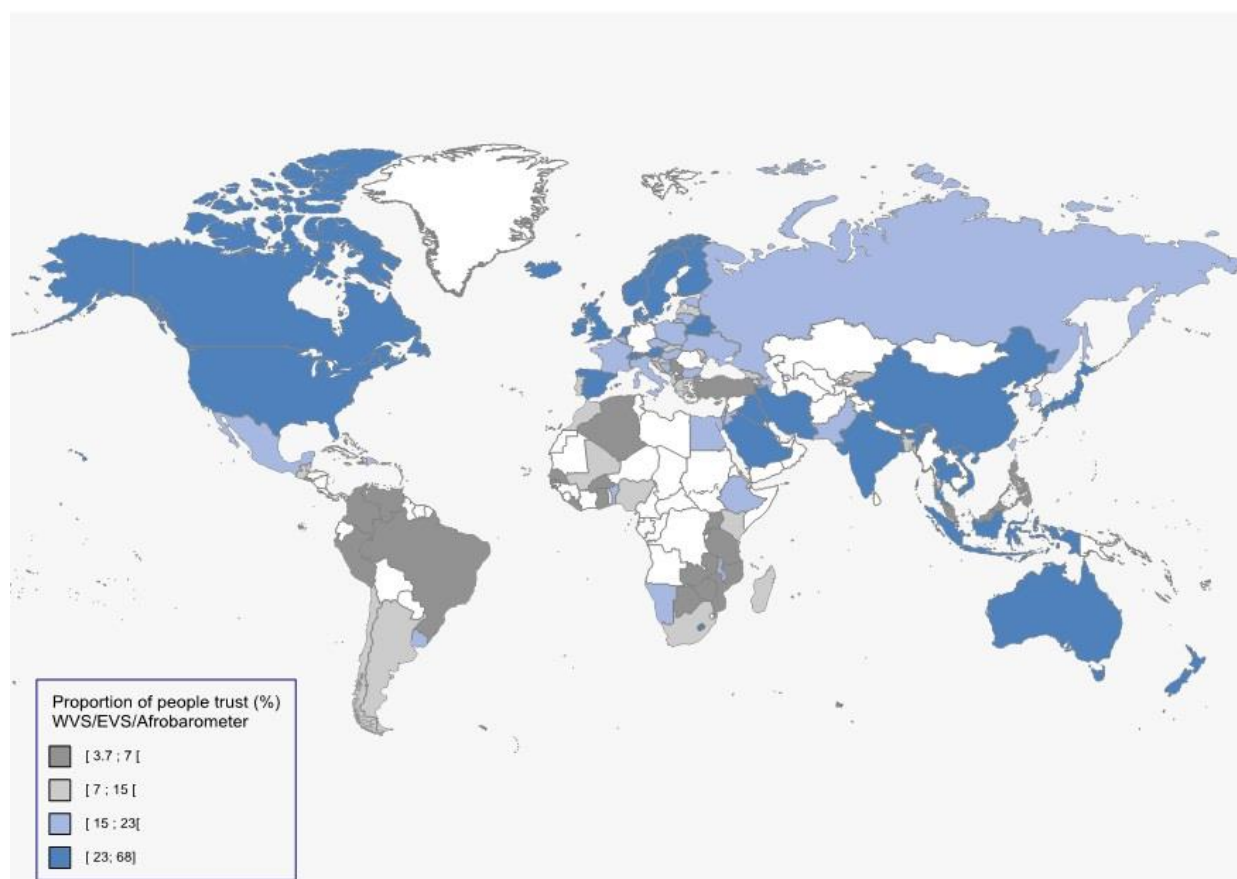 Proportion of people trust (%)
WVS/EVS/Afrobarometer
[ 3.7 ; 7 [
[ 7 ; 15 [
[ 15 ; 23[
[ 23; 68]